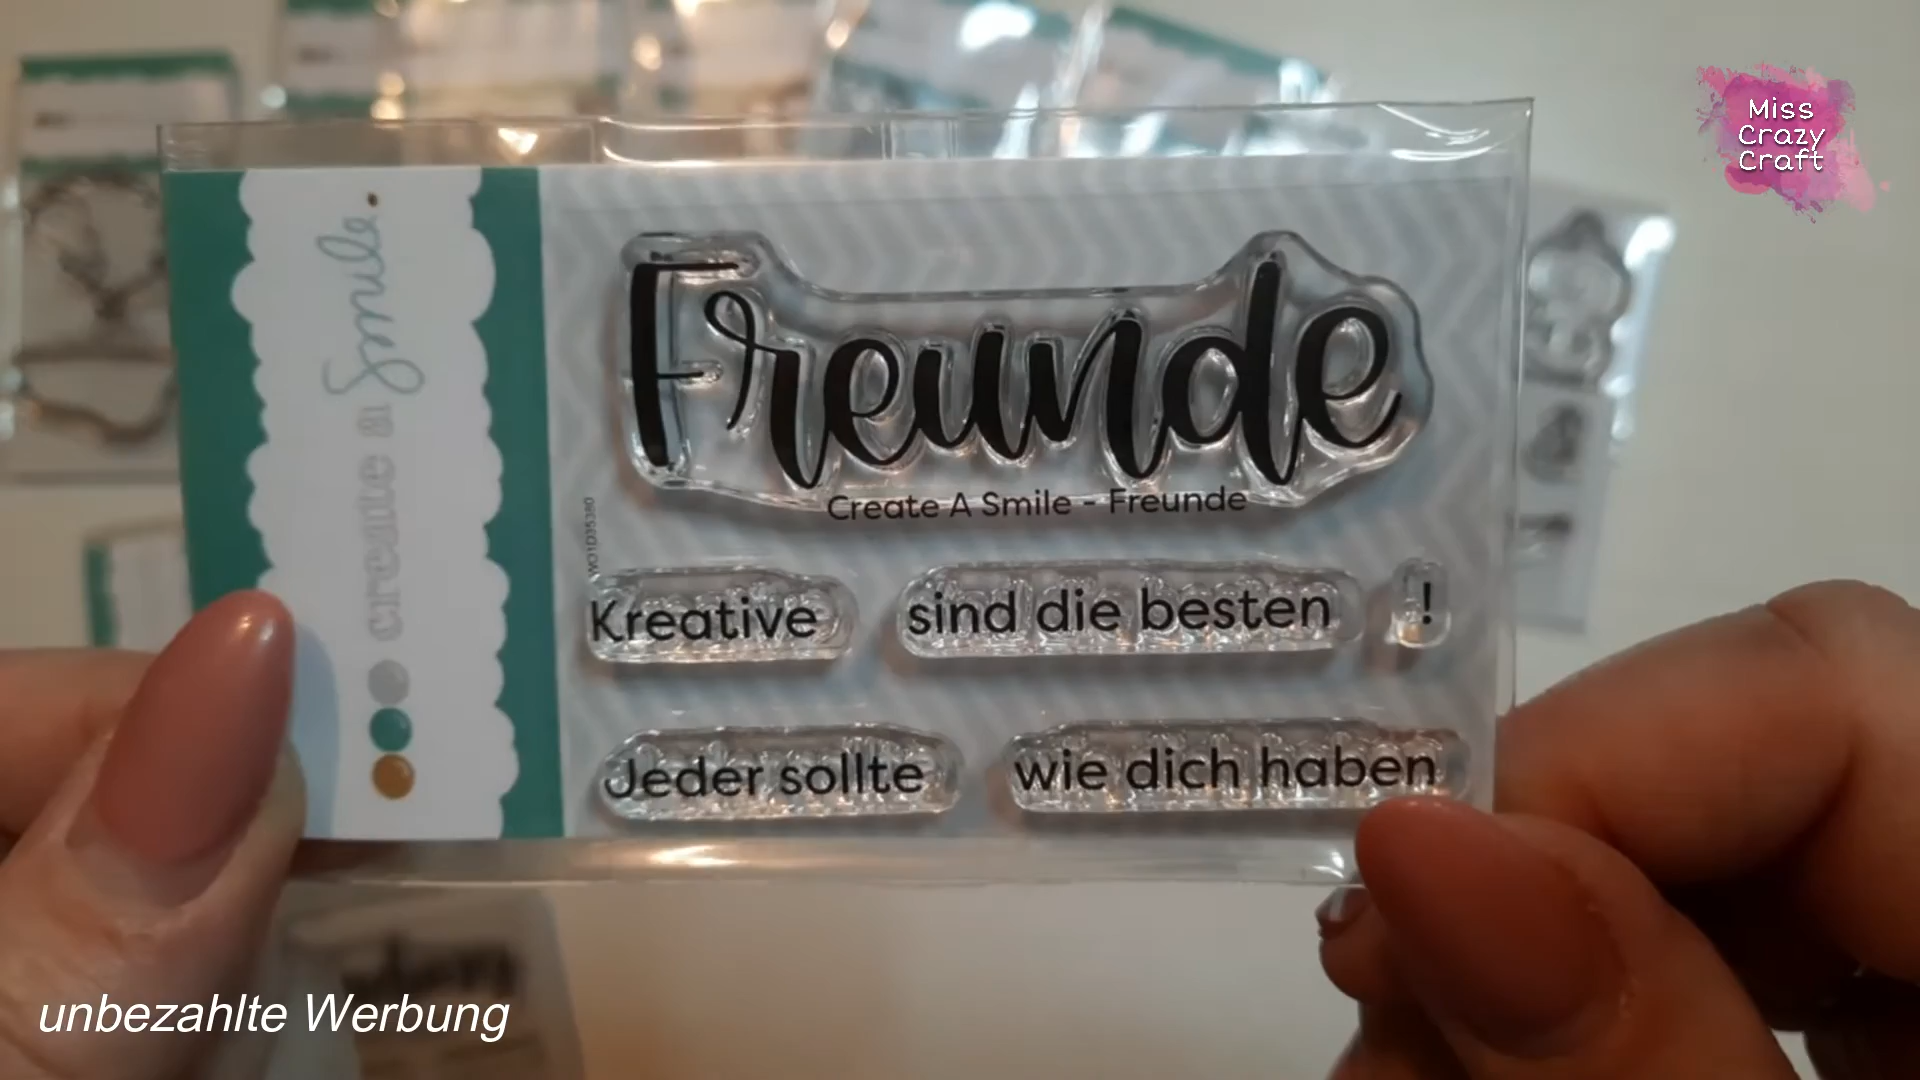 Miss
Crazy
Craft
create a Smile.
Freunde
Create A Smile - Freunde
WO1D35380
Kreative
sind die besten
!
Jeder sollte
wie dich haben
unbezahlte Werbung